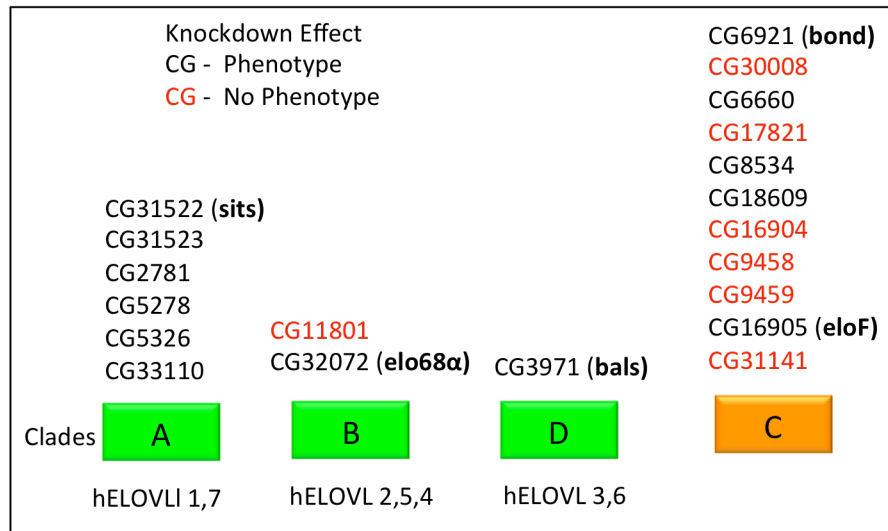 Knockdown Effect
CG - Phenotype
CG - No Phenotype
CG31522 (sits)
CG31523
CG2781
CG5278
CG5326
CG33110
CG11801
CG32072 (elo68α)
CG3971 (bals)
CG6921 (bond)
CG30008
CG6660
CG17821
CG8534
CG18609
CG16904
CG9458
CG9459
CG16905 (eloF)
CG31141
Clades A B D C
hELOVLl 1,7 hELOVL 2,5,4 hELOVL 3,6